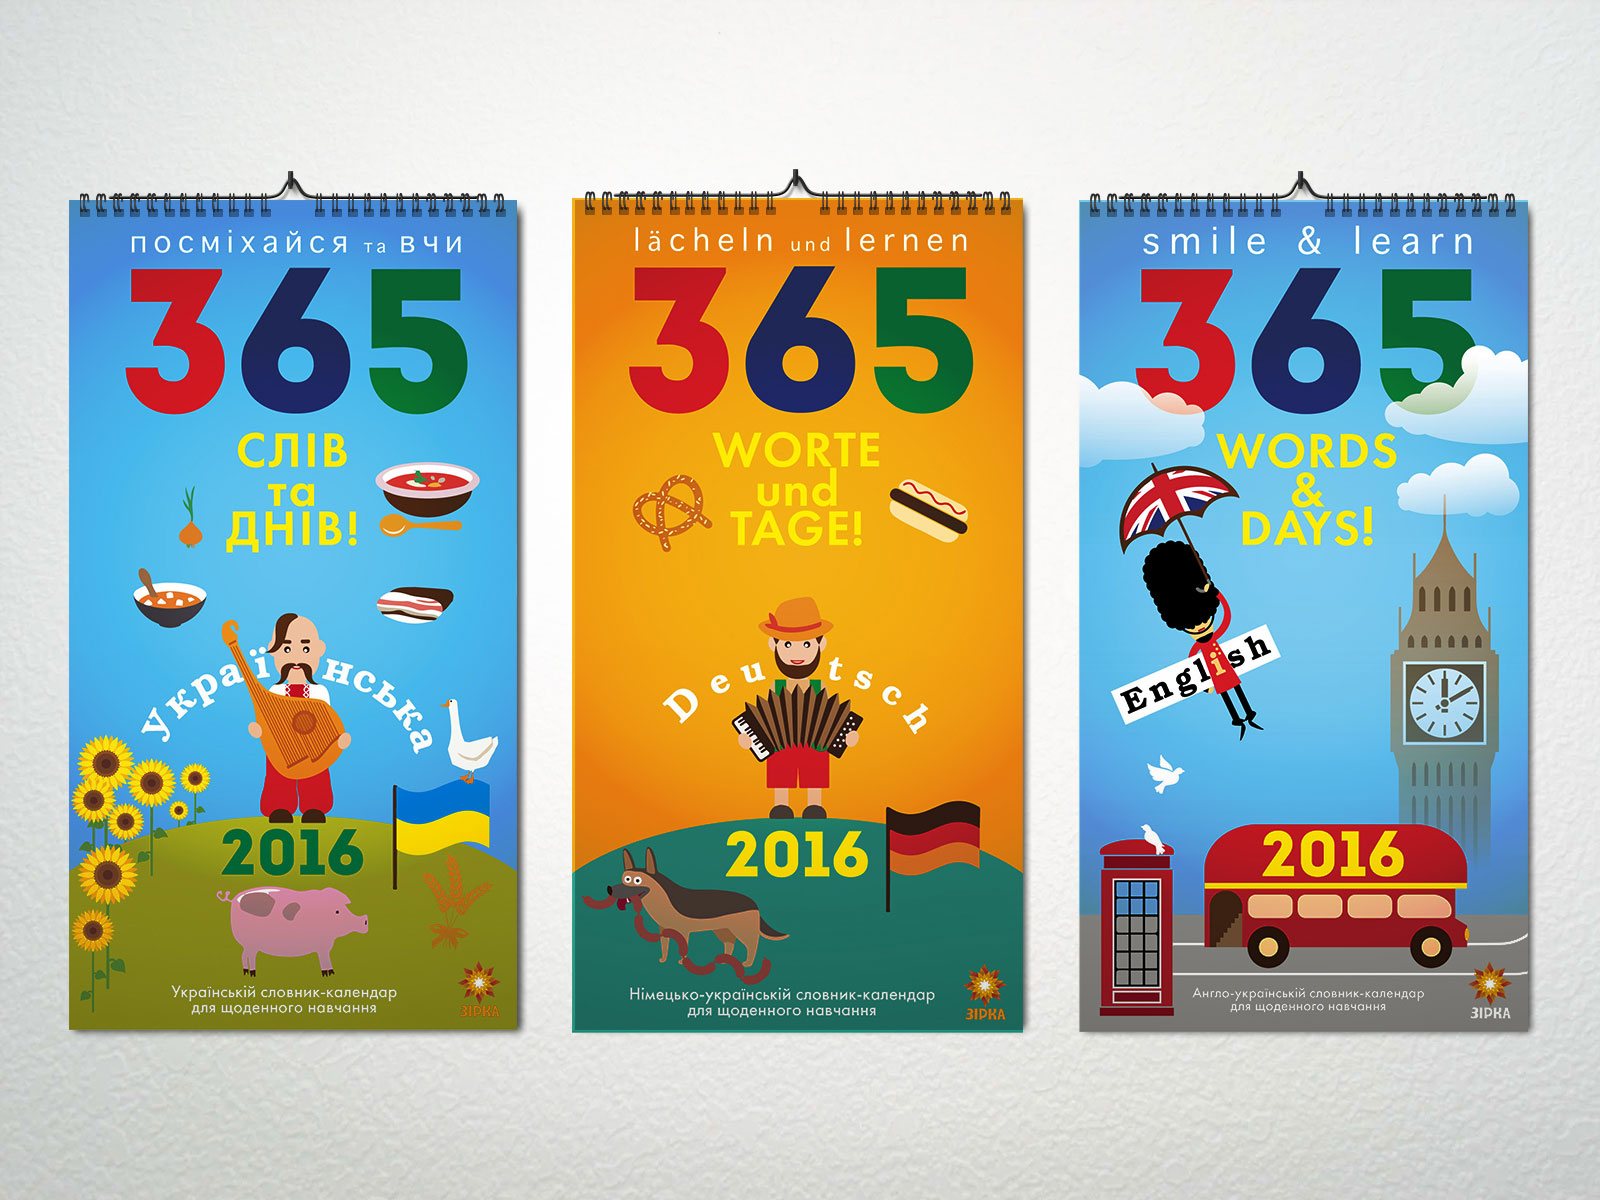 посміхайся та вчи
365
СЛІВ
та
ДНІВ!
українська
2016
Українській словник-календар
для щоденного навчання
ЗІРКА
lächeln und lernen
365
WORTE
und
TAGE!
Deutsch
2016
Німецько-українській словник-календар
для щоденного навчання
ЗІРКА
smile & learn
365
WORDS
&
DAYS!
English
2016
Англо-українській словник-календар
для щоденного навчання
ЗІРКА